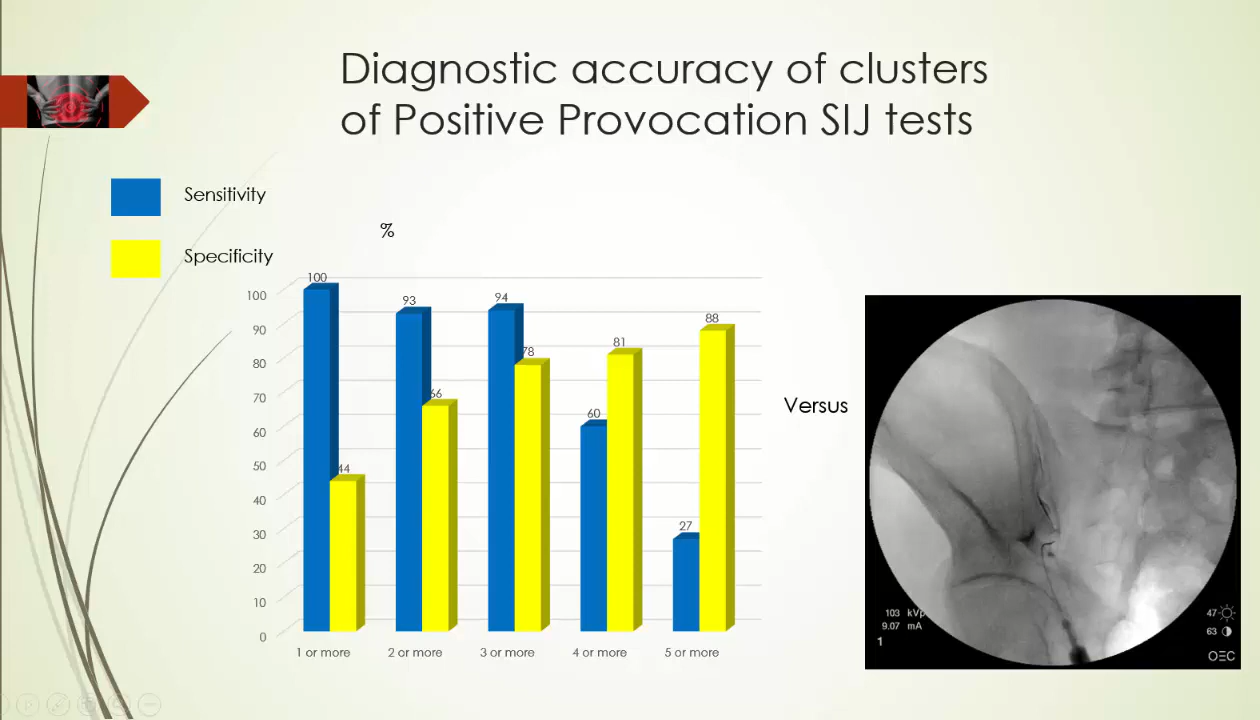 Diagnostic accuracy of clusters
of Positive Provocation SIJ tests
Sensitivity
Specificity
%
100
90
80
70
60
50
40
30
20
10
0
100
44
93
66
94
78
60
81
27
88
1 or more
2 or more
3 or more
4 or more
5 or more
Versus
103 kVp
9.07 mA
1
47
63
OEC